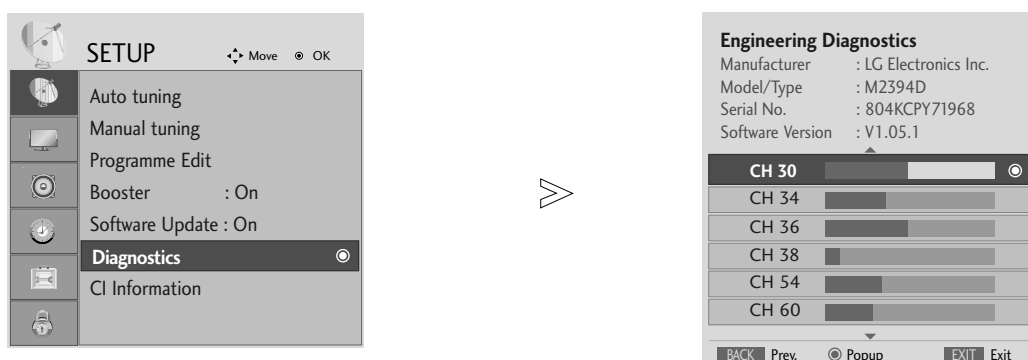 SETUP
Move OK
Auto tuning
Manual tuning
Programme Edit
Booster : On
Software Update : On
Diagnostics
CI Information
Engineering Diagnostics
Manufacturer : LG Electronics Inc.
Model/Type : M2394D
Serial No. : 804KCPY71968
Software Version : V1.05.1
CH 30
CH 34
CH 36
CH 38
CH 54
CH 60
BACK Prev. Popup EXIT Exit